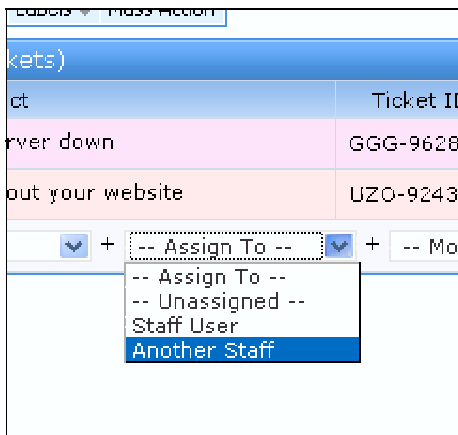 Labels Mass Action
kets)
ct Ticket ID
rver down GGG-9628
out your website UZO-9243
+ -- Assign To -- + -- Mo
-- Assign To --
-- Unassigned --
Staff User
Another Staff